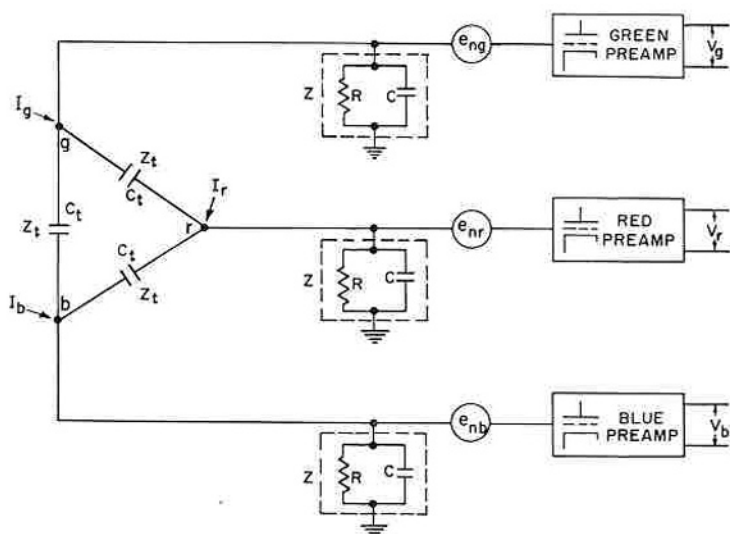 e_ng
GREEN PREAMP
V_g
Z
R
C
I_g
g
Z_t
C_t
I_r
C_t
Z_t
r
C_t
Z_t
e_nr
RED PREAMP
V_r
Z
R
C
I_b
b
e_nb
BLUE PREAMP
V_b
Z
R
C